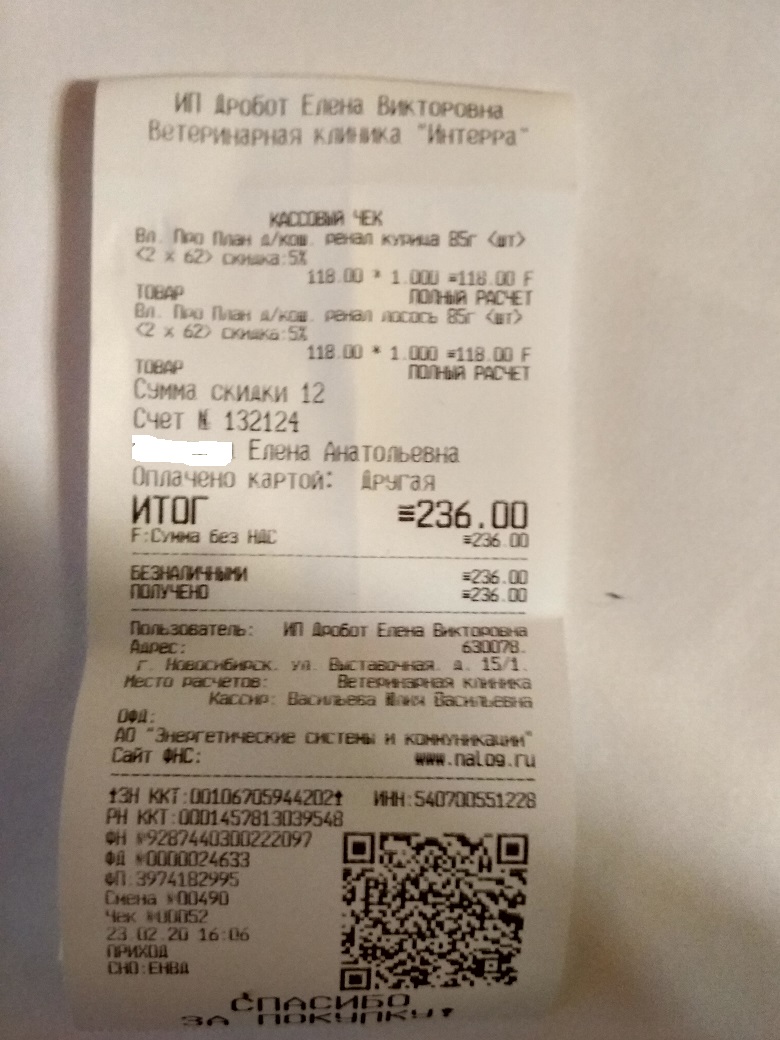 ИП Дробот Елена Викторовна
Ветеринарная клиника "Интерра"
КАССОВЫЙ ЧЕК
Вл. Про План д/кош. ренал курица 85г <шт>
<2 x 62> скидка:5%
118.00 * 1.000 ≡118.00 F
ТОВАР ПОЛНЫЙ РАСЧЕТ
Вл. Про План д/кош. ренал лосось 85г <шт>
<2 x 62> скидка:5%
118.00 * 1.000 ≡118.00 F
ТОВАР ПОЛНЫЙ РАСЧЕТ
Сумма скидки 12
Счет № 132124
Елена Анатольевна
Оплачено картой: Другая
ИТОГ ≡236.00
F:Сумма без НДС ≡236.00
БЕЗНАЛИЧНЫМИ ≡236.00
ПОЛУЧЕНО ≡236.00
Пользователь: ИП Дробот Елена Викторовна
Адрес: 630078.
г. Новосибирск. ул. Выставочная. д. 15/1.
Место расчетов: Ветеринарная клиника
Кассир: Васильева Юлия Васильевна
ОФД:
АО "Энергетические системы и коммуникации"
Сайт ФНС: www.nalog.ru
ЗН ККТ:00106705944202 ИНН:540700551228
РН ККТ:0001457813039548
ФН №9287440300222097
ФД №0000024633
ФП:3974182995
Смена №00490
Чек №00052
23.02.20 16:06
ПРИХОД
СНО:ЕНВД
СПАСИБО
ЗА ПОКУПКУ!